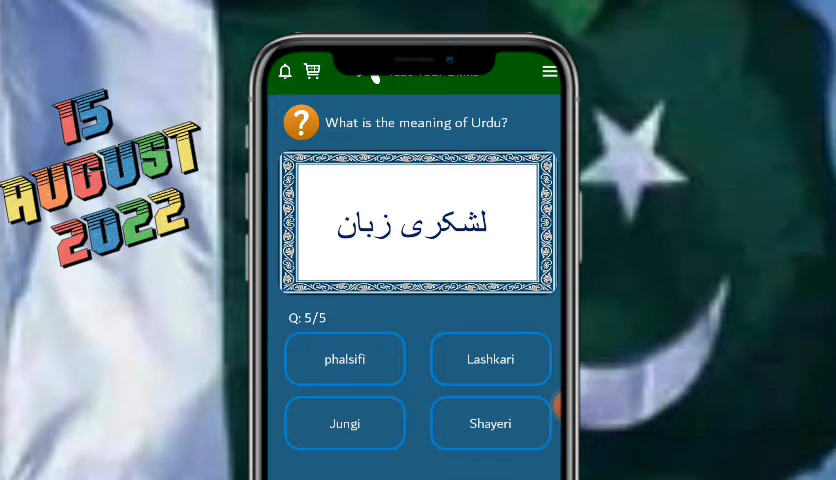 15
AUGUST
2022
? What is the meaning of Urdu?
لشکری زبان
Q: 5/5
phalsifi
Lashkari
Jungi
Shayeri